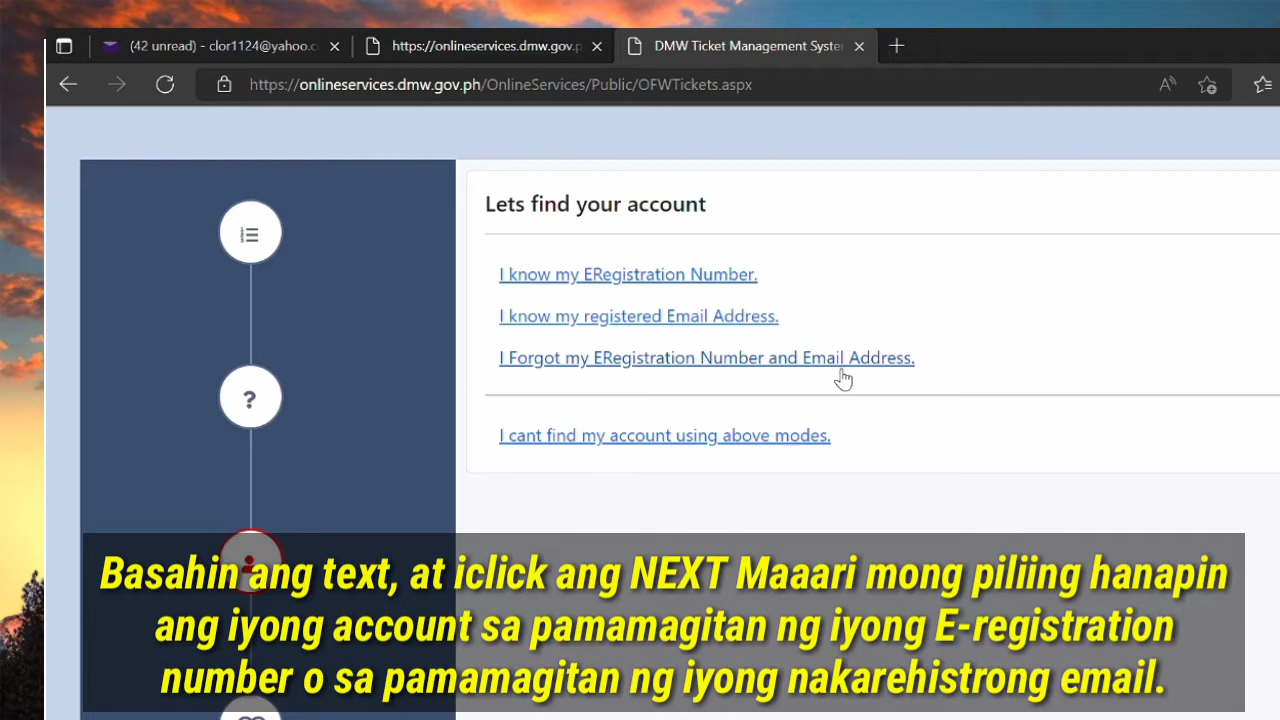 (42 unread) - clor1124@yahoo.c
https://onlineservices.dmw.gov.p
DMW Ticket Management Syste
https://onlineservices.dmw.gov.ph/OnlineServices/Public/OFWTickets.aspx
Lets find your account
I know my ERegistration Number.
I know my registered Email Address.
?
I Forgot my ERegistration Number and Email Address.
I cant find my account using above modes.
Basahin ang text, at iclick ang NEXT Maaari mong piliing hanapin
ang iyong account sa pamamagitan ng iyong E-registration
number o sa pamamagitan ng iyong nakarehistrong email.